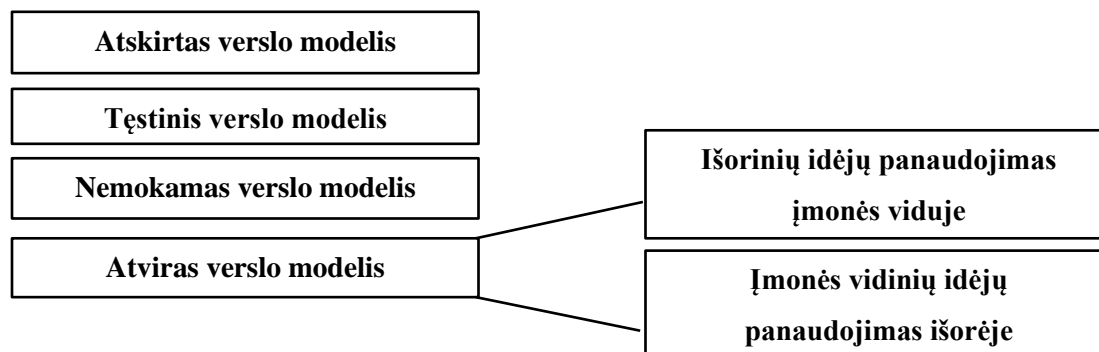 Atskirtas verslo modelis
Tęstinis verslo modelis
Nemokamas verslo modelis
Atviras verslo modelis
Išorinių idėjų panaudojimas
įmonės viduje
Įmonės vidinių idėjų
panaudojimas išorėje